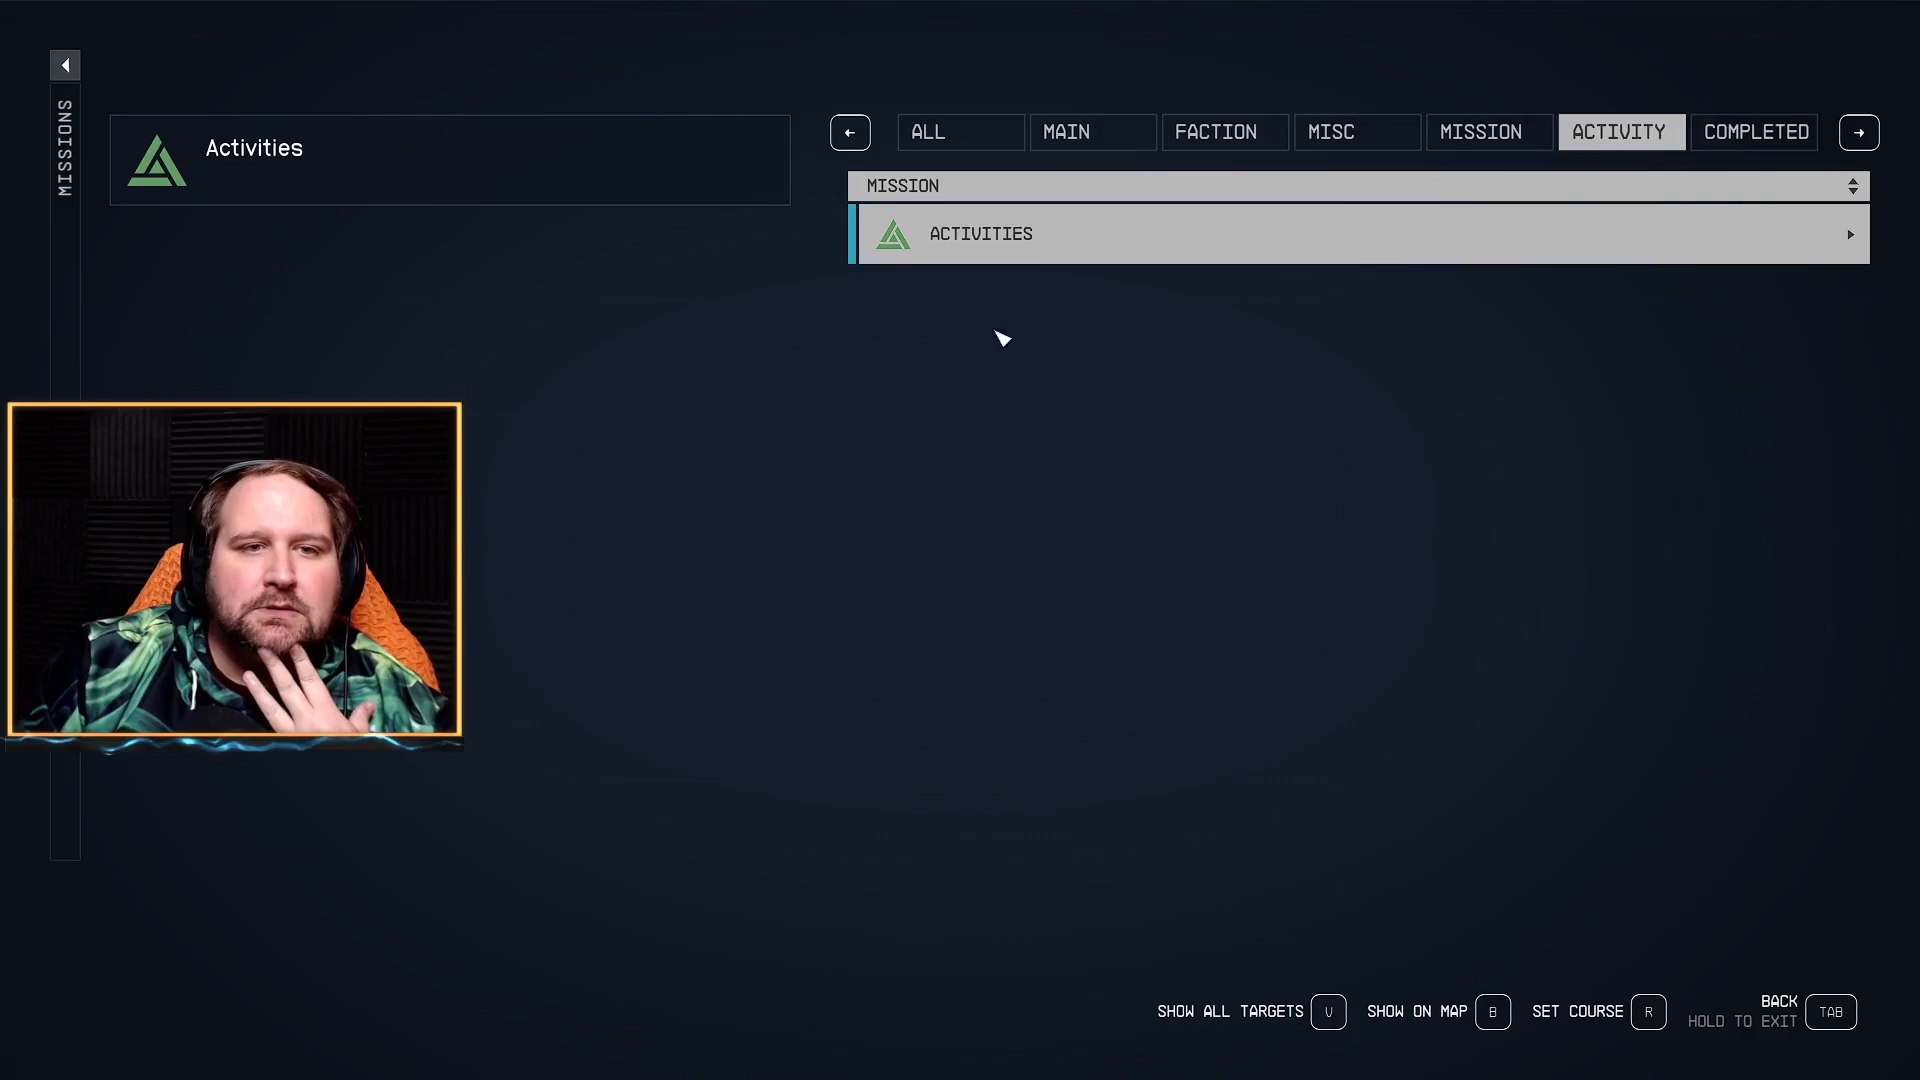 MISSIONS
Activities
ALL
MAIN
FACTION
MISC
MISSION
ACTIVITY
COMPLETED
MISSION
ACTIVITIES
SHOW ALL TARGETS V
SHOW ON MAP B
SET COURSE R
BACK
HOLD TO EXIT
TAB